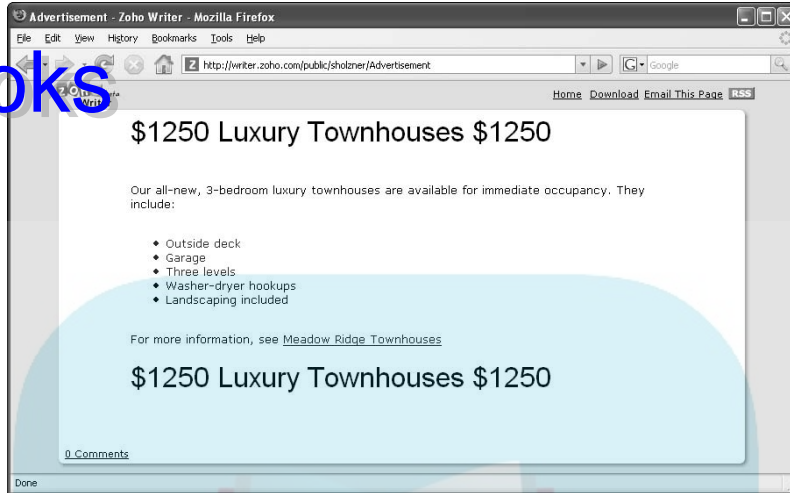 Advertisement - Zoho Writer - Mozilla Firefox
File Edit View History Bookmarks Tools Help
http://writer.zoho.com/public/sholzner/Advertisement
G Google
oks
Writer
Home Download Email This Page RSS
$1250 Luxury Townhouses $1250
Our all-new, 3-bedroom luxury townhouses are available for immediate occupancy. They
include:
Outside deck
Garage
Three levels
Washer-dryer hookups
Landscaping included
For more information, see Meadow Ridge Townhouses
$1250 Luxury Townhouses $1250
0 Comments
Done